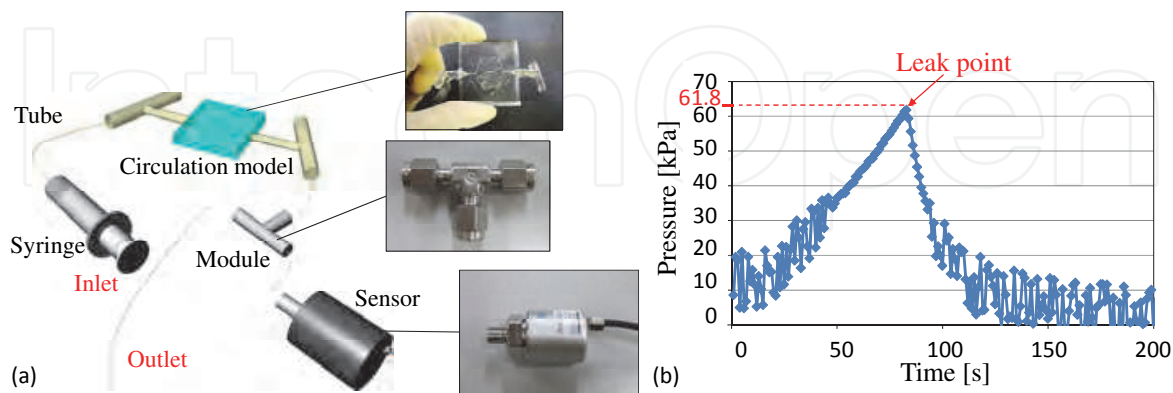 Tube
Circulation model
Syringe
Inlet
Module
Sensor
Outlet
(a)
Leak point
70
61.8
60
50
40
30
20
10
0
Pressure [kPa]
0
50
100
150
200
Time [s]
(b)
IntechOpen